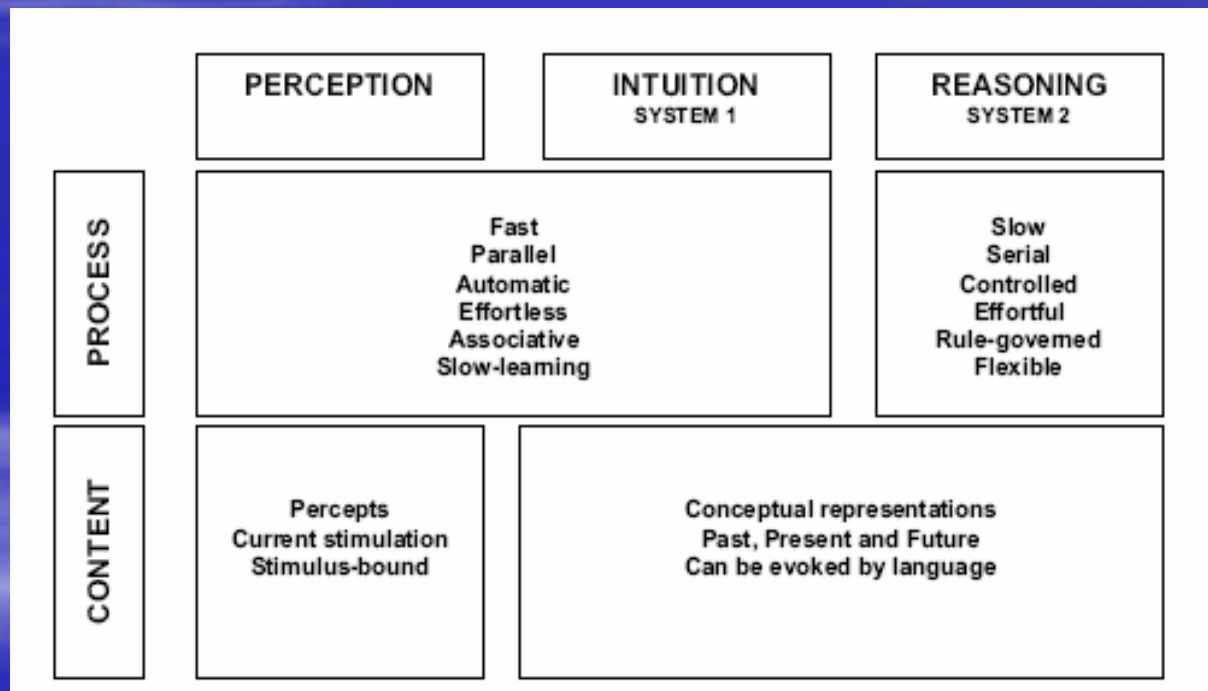 PERCEPTION
INTUITION
SYSTEM 1
REASONING
SYSTEM 2
PROCESS
Fast
Parallel
Automatic
Effortless
Associative
Slow-learning
Slow
Serial
Controlled
Effortful
Rule-governed
Flexible
CONTENT
Percepts
Current stimulation
Stimulus-bound
Conceptual representations
Past, Present and Future
Can be evoked by language